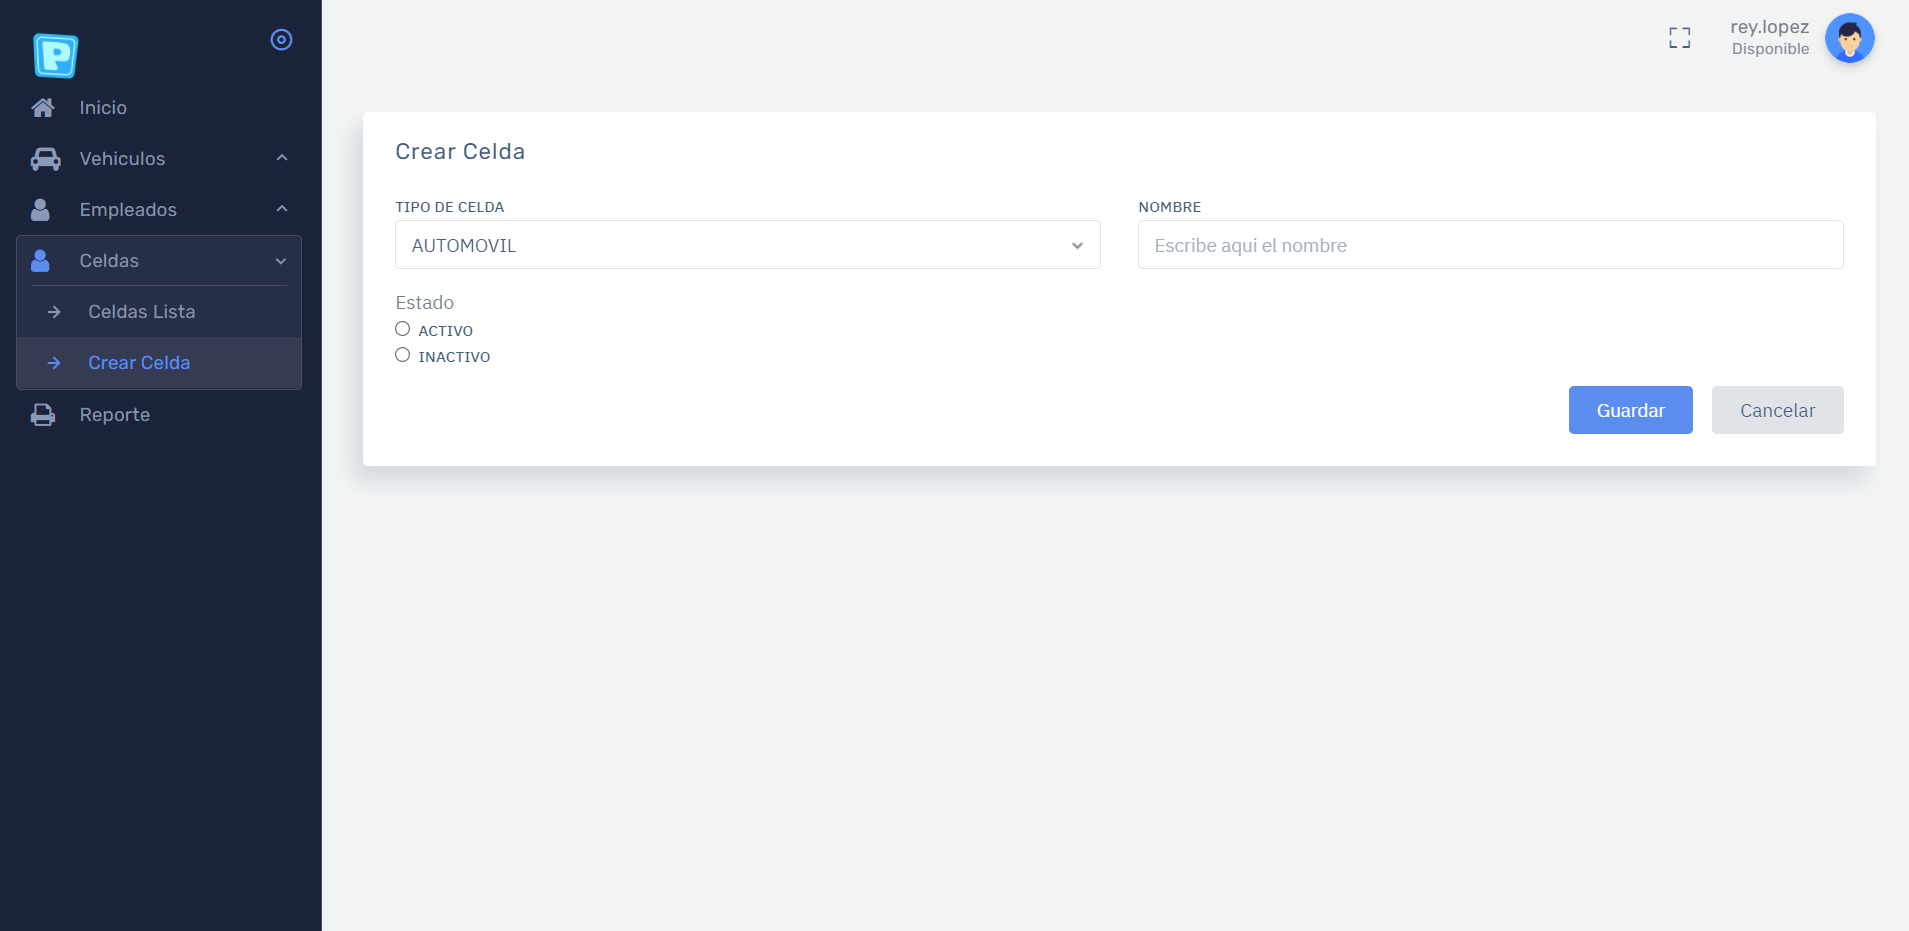 P
Inicio
Vehiculos
Empleados
Celdas
Celdas Lista
Crear Celda
Reporte
rey.lopez
Disponible
Crear Celda
TIPO DE CELDA
AUTOMOVIL
NOMBRE
Escribe aqui el nombre
Estado
ACTIVO
INACTIVO
Guardar
Cancelar